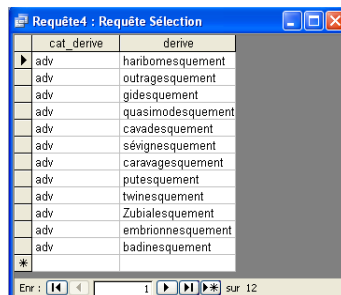 Requête4 : Requête Sélection
cat_derive derive
adv haribomesquement
adv outragesquement
adv gidesquement
adv quasimodesquement
adv cavadesquement
adv sévignesquement
adv caravagesquement
adv putesquement
adv twinesquement
adv Zubialesquement
adv embrionnesquement
adv badinesquement
Enr : 1 sur 12